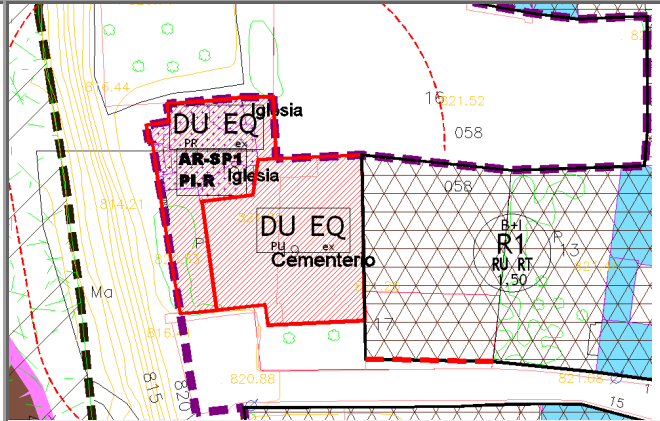 816.44
16
821.52
058
DU EQ
Iglesia
PR
ex
AR-SP1
PI.R
Iglesia
058
814.21
B+I
R1
RU RT
1.50
P
13
DU EQ
PU
ex
Cementerio
P
Ma
17
815
820
820.88
821.68
15